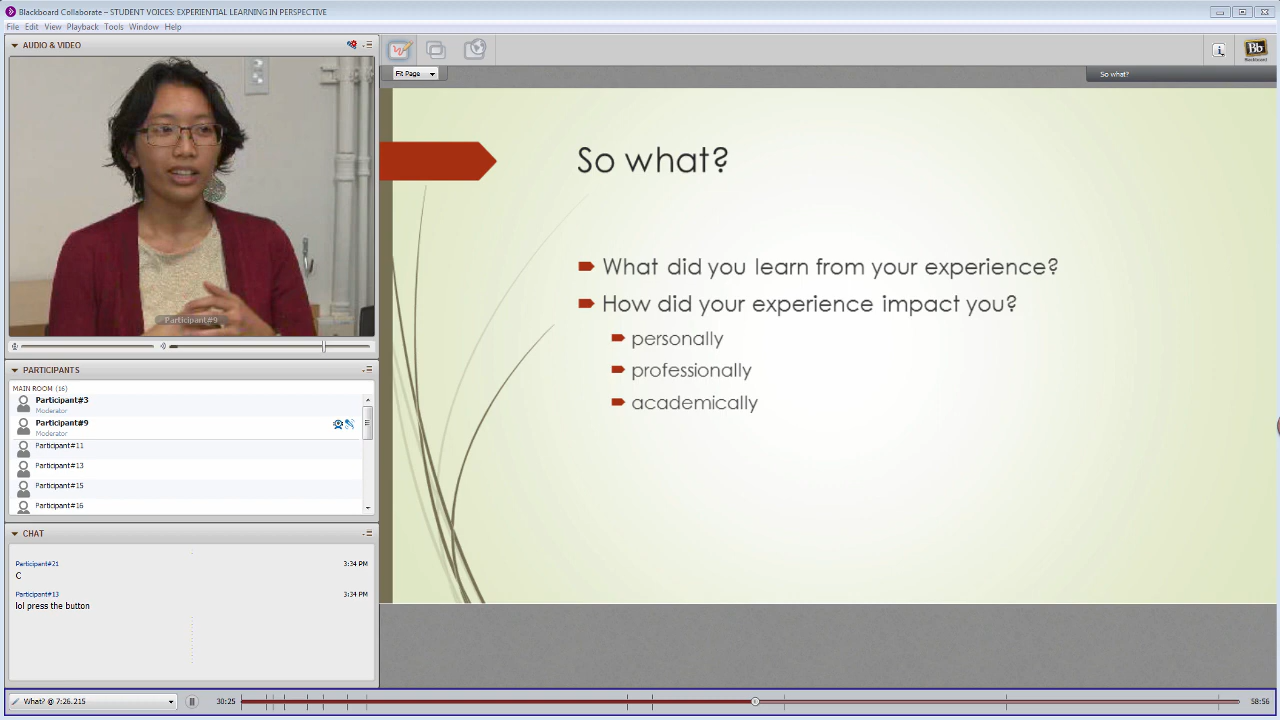 Blackboard Collaborate – STUDENT VOICES: EXPERIENTIAL LEARNING IN PERSPECTIVE
File Edit View Playback Tools Window Help
AUDIO & VIDEO
Participant#9
PARTICIPANTS
MAIN ROOM (16)
Participant#3
Moderator
Participant#9
Moderator
Participant#11
Participant#13
Participant#15
Participant#16
CHAT
Participant#21 3:34 PM
C
Participant#13 3:34 PM
lol press the button
Fit Page
So what?
Bb
Blackboard
So what?
What did you learn from your experience?
How did your experience impact you?
personally
professionally
academically
What? @ 7:26.215
30:25
58:56